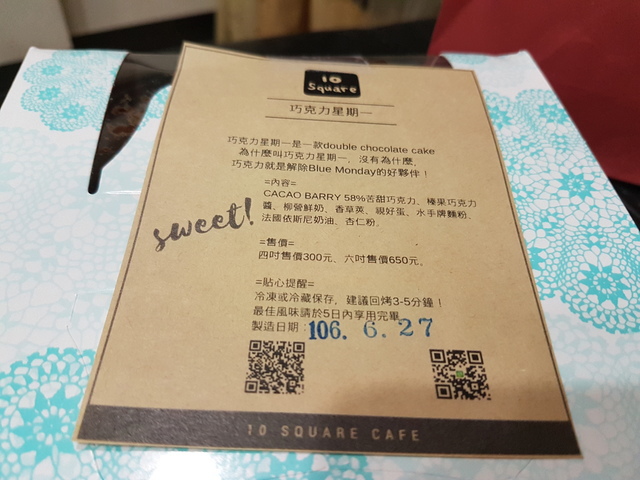 10
Square
巧克力星期一
巧克力星期一是一款double chocolate cake
為什麼叫巧克力星期一，沒有為什麼，
巧克力就是解除Blue Monday的好夥伴！
=內容=
CACAO BARRY 58%苦甜巧克力、榛果巧克力
醬、柳營鮮奶、香草莢、視好蛋、水手牌麵粉、
法國依斯尼奶油、杏仁粉。
sweet!
=售價=
四吋售價300元、六吋售價650元。
=貼心提醒=
冷凍或冷藏保存，建議回烤3-5分鐘！
最佳風味請於5日內享用完畢
製造日期：106. 6. 27
10 SQUARE CAFE